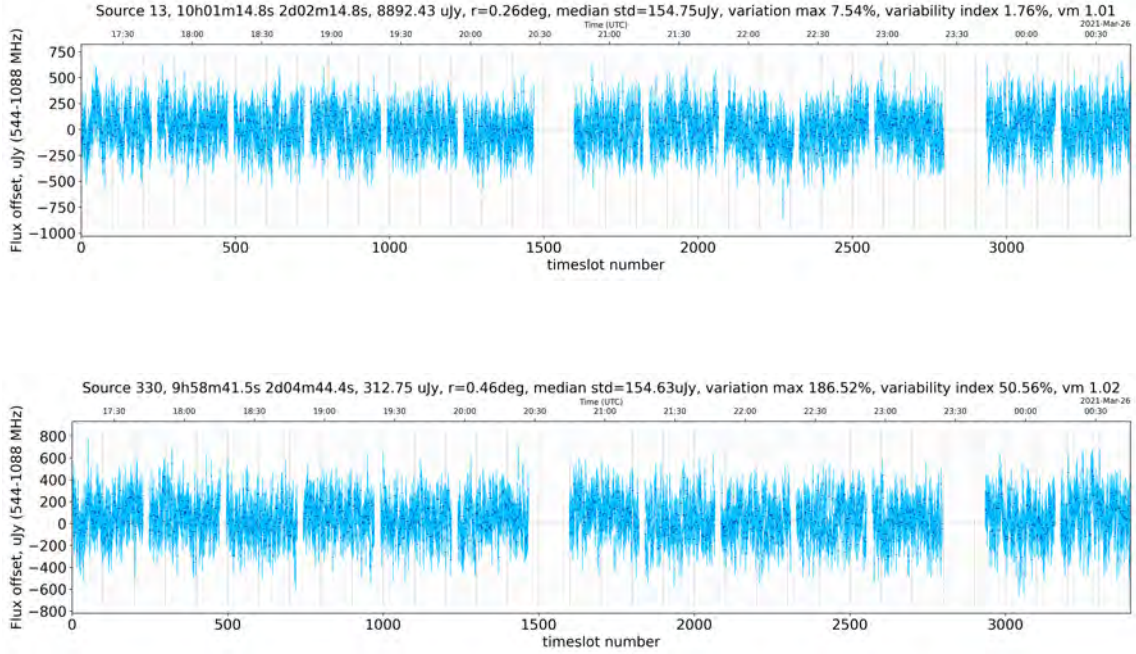 Source 13, 10h01m14.8s 2d02m14.8s, 8892.43 uJy, r=0.26deg, median std=154.75uJy, variation max 7.54%, variability index 1.76%, vm 1.01
Time (UTC) 2021-Mar-26
17:30 18:00 18:30 19:00 19:30 20:00 20:30 21:00 21:30 22:00 22:30 23:00 23:30 00:00 00:30
Flux offset, uJy (544-1088 MHz)
750
500
250
0
−250
−500
−750
−1000
0 500 1000 1500 2000 2500 3000
timeslot number
Source 330, 9h58m41.5s 2d04m44.4s, 312.75 uJy, r=0.46deg, median std=154.63uJy, variation max 186.52%, variability index 50.56%, vm 1.02
Time (UTC) 2021-Mar-26
17:30 18:00 18:30 19:00 19:30 20:00 20:30 21:00 21:30 22:00 22:30 23:00 23:30 00:00 00:30
Flux offset, uJy (544-1088 MHz)
800
600
400
200
0
−200
−400
−600
−800
0 500 1000 1500 2000 2500 3000
timeslot number